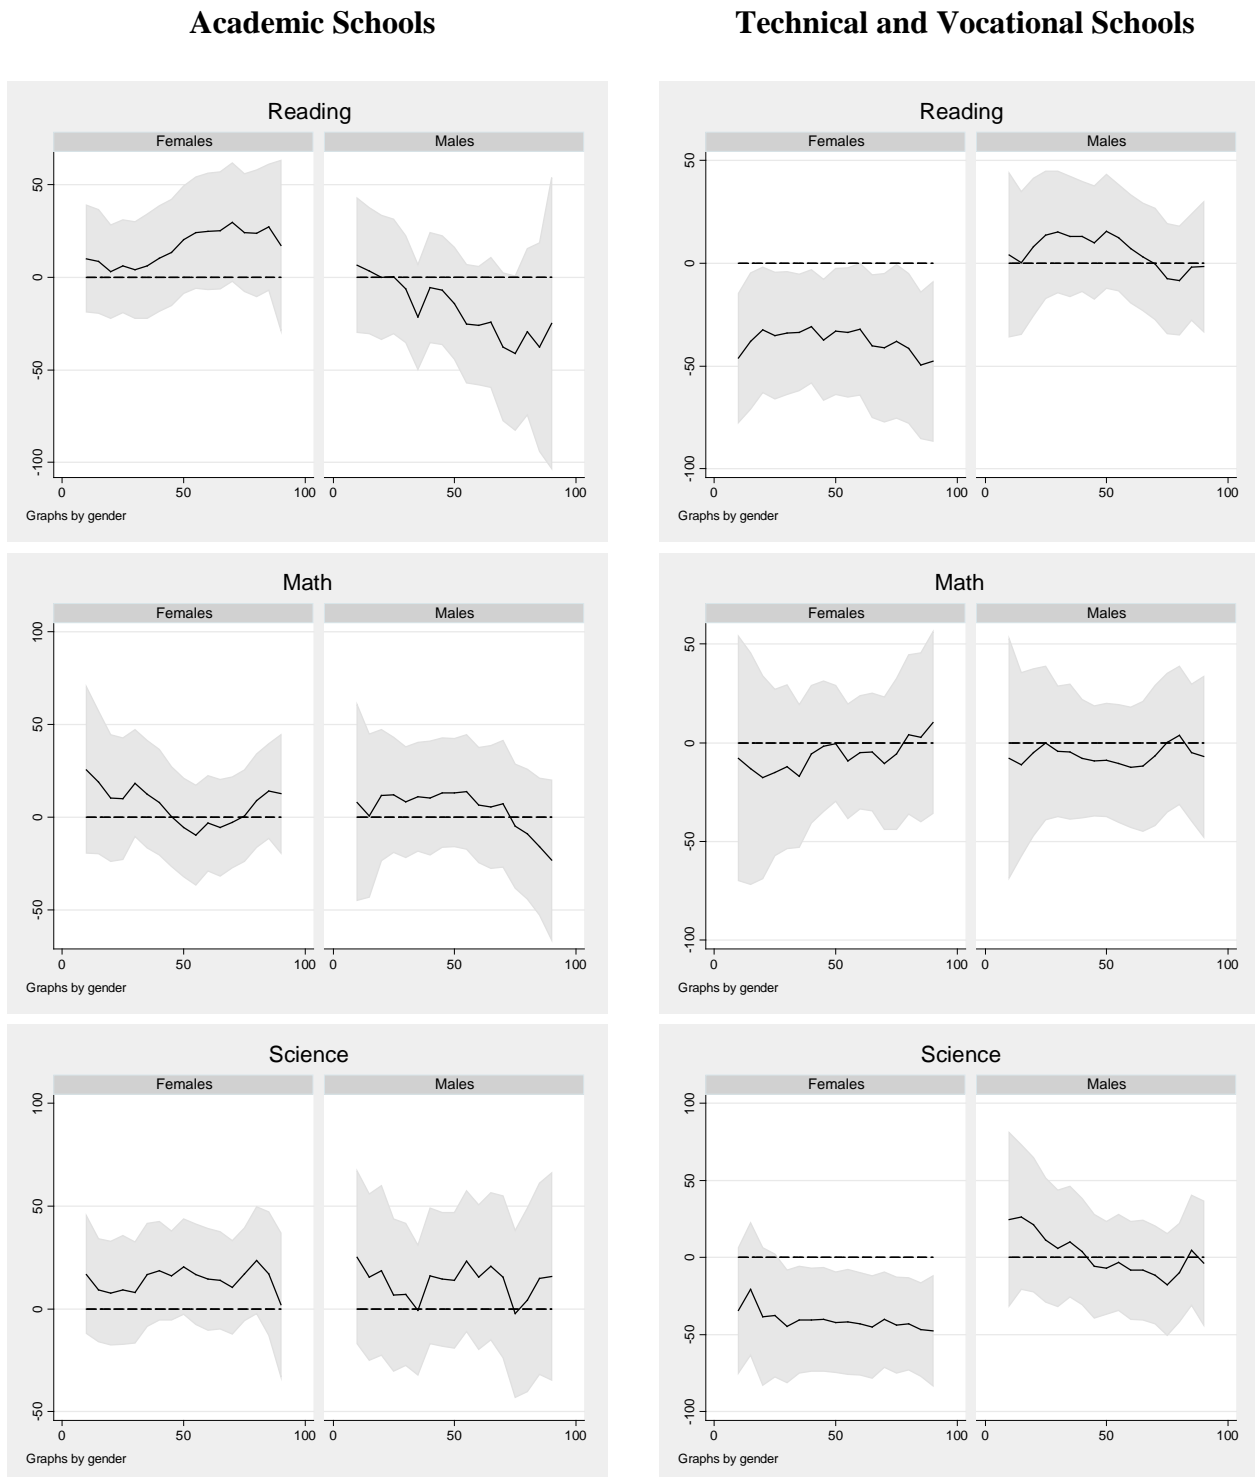 Academic Schools
Technical and Vocational Schools
Reading
Females Males
50
0
-50
-100
0 50 100 0 50 100
Graphs by gender
Reading
Females Males
50
0
-50
-100
0 50 100 0 50 100
Graphs by gender
Math
Females Males
100
50
0
-50
0 50 100 0 50 100
Graphs by gender
Math
Females Males
50
0
-50
-100
0 50 100 0 50 100
Graphs by gender
Science
Females Males
100
50
0
-50
0 50 100 0 50 100
Graphs by gender
Science
Females Males
100
50
0
-50
-100
0 50 100 0 50 100
Graphs by gender